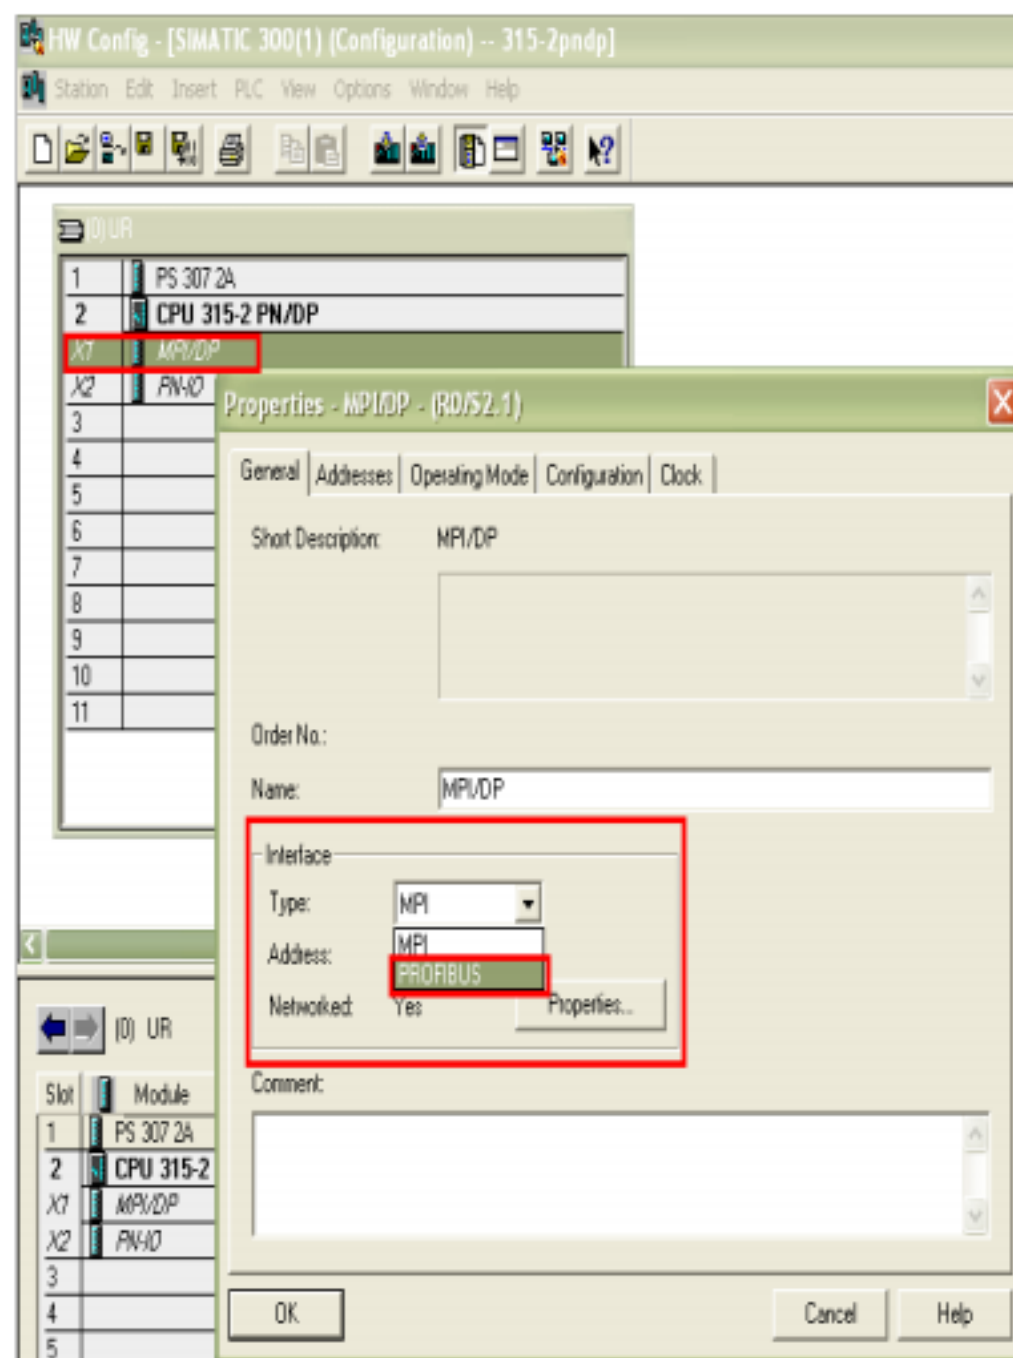 HW Config - [SIMATIC 300(1) (Configuration) -- 315-2pndp]
Station Edit Insert PLC View Options Window Help
(0) UR
1 PS 307 2A
2 CPU 315-2 PN/DP
X1 MPI/DP
X2 PN-IO
3
4
5
6
7
8
9
10
11
Properties - MPI/DP - (R0/S2.1)
General Addresses Operating Mode Configuration Clock
Short Description: MPI/DP
Order No.:
Name: MPI/DP
Interface
Type: MPI
MPI
Address:
PROFIBUS
Networked: Yes Properties...
Comment:
OK Cancel Help
(0) UR
Slot Module
1 PS 307 2A
2 CPU 315-2
X1 MPI/DP
X2 PN-IO
3
4
5